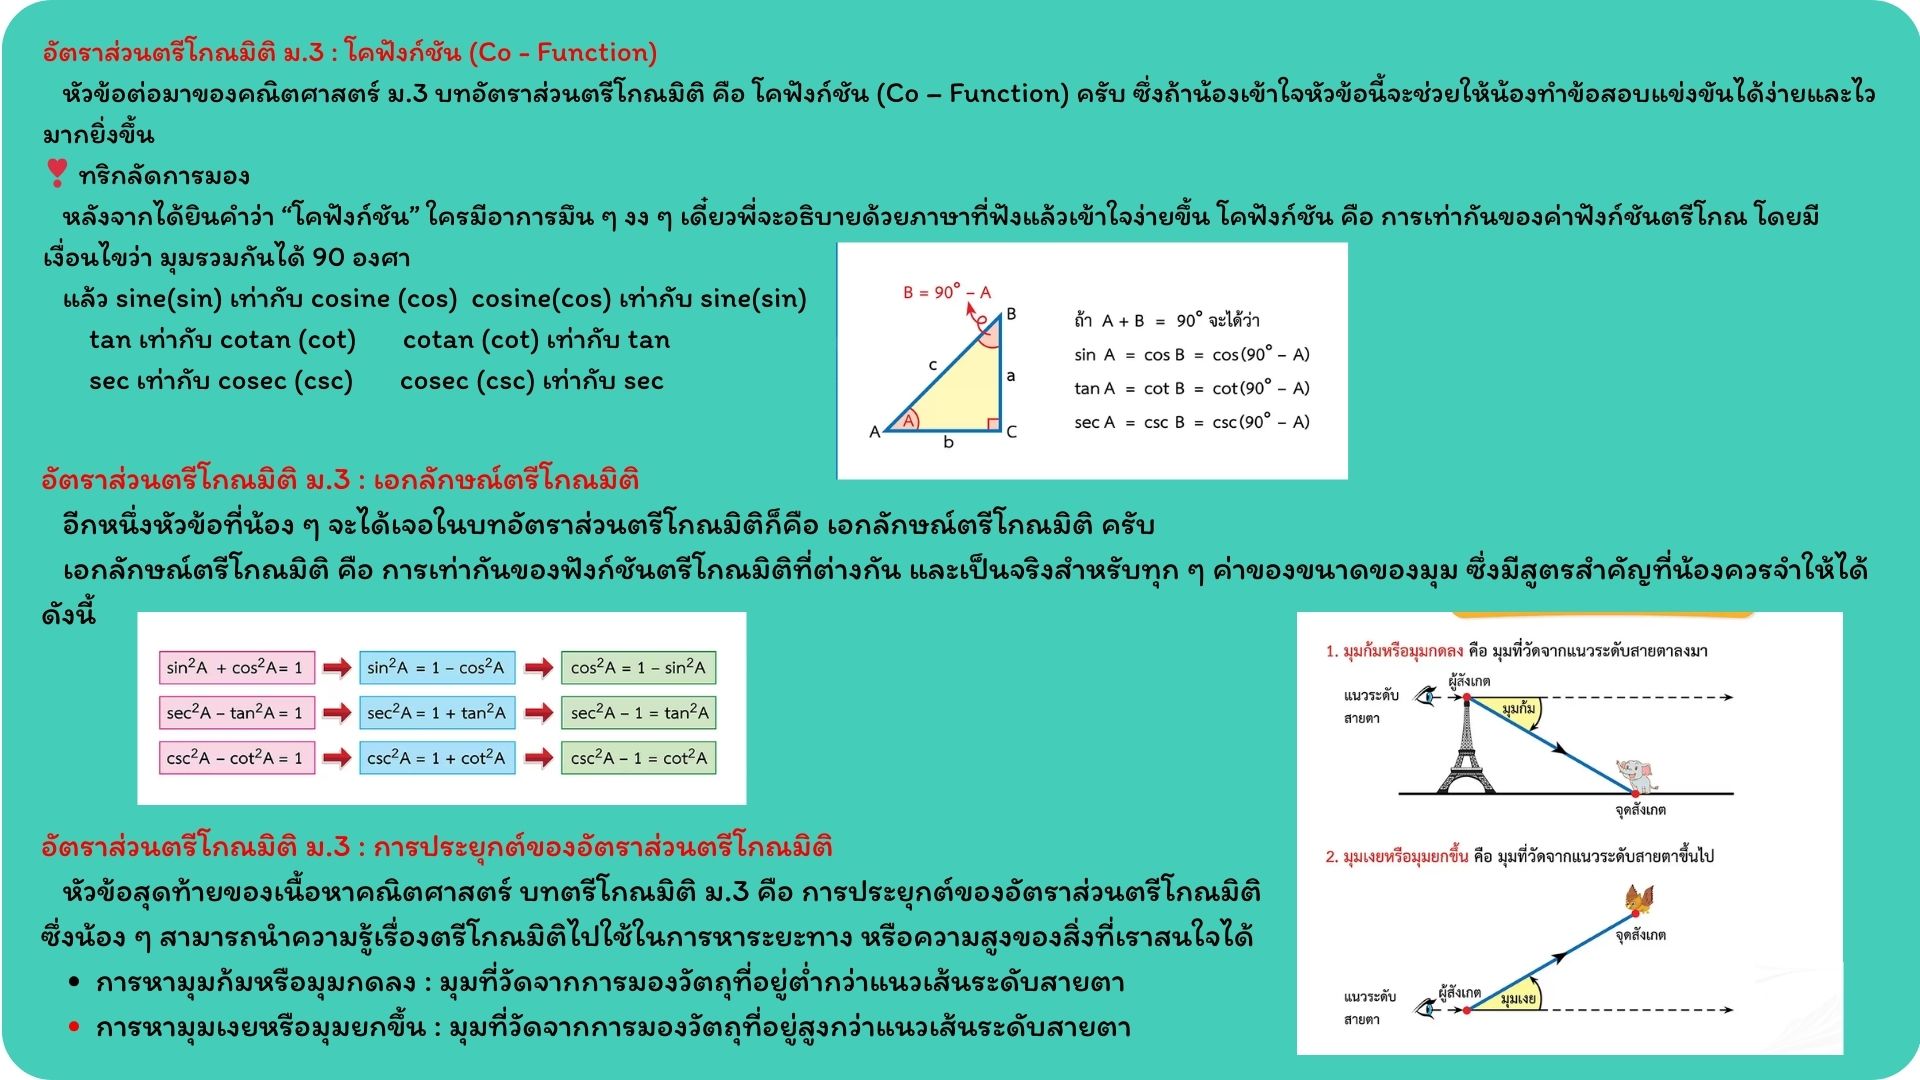 อัตราส่วนตรีโกณมิติ ม.3 : โคฟังก์ชัน (Co - Function)
หัวข้อต่อมาของคณิตศาสตร์ ม.3 บทอัตราส่วนตรีโกณมิติ คือ โคฟังก์ชัน (Co – Function) ครับ ซึ่งถ้าน้องเข้าใจหัวข้อนี้จะช่วยให้น้องทำข้อสอบแข่งขันได้ง่ายและไว
มากยิ่งขึ้น
❣ ทริกลัดการมอง
หลังจากได้ยินคำว่า “โคฟังก์ชัน” ใครมีอาการมึน ๆ งง ๆ เดี๋ยวพี่จะอธิบายด้วยภาษาที่ฟังแล้วเข้าใจง่ายขึ้น โคฟังก์ชัน คือ การเท่ากันของค่าฟังก์ชันตรีโกณ โดยมี
เงื่อนไขว่า มุมรวมกันได้ 90 องศา
แล้ว sine(sin) เท่ากับ cosine (cos) cosine(cos) เท่ากับ sine(sin)
tan เท่ากับ cotan (cot) cotan (cot) เท่ากับ tan
sec เท่ากับ cosec (csc) cosec (csc) เท่ากับ sec
B = 90° – A
B
c
a
A
A
b
C
ถ้า A + B = 90° จะได้ว่า
sin A = cos B = cos(90° – A)
tan A = cot B = cot(90° – A)
sec A = csc B = csc(90° – A)
อัตราส่วนตรีโกณมิติ ม.3 : เอกลักษณ์ตรีโกณมิติ
อีกหนึ่งหัวข้อที่น้อง ๆ จะได้เจอในบทอัตราส่วนตรีโกณมิติก็คือ เอกลักษณ์ตรีโกณมิติ ครับ
เอกลักษณ์ตรีโกณมิติ คือ การเท่ากันของฟังก์ชันตรีโกณมิติที่ต่างกัน และเป็นจริงสำหรับทุก ๆ ค่าของขนาดของมุม ซึ่งมีสูตรสำคัญที่น้องควรจำให้ได้
ดังนี้
sin²A + cos²A= 1 sin²A = 1 – cos²A cos²A = 1 – sin²A
sec²A – tan²A = 1 sec²A = 1 + tan²A sec²A – 1 = tan²A
csc²A – cot²A = 1 csc²A = 1 + cot²A csc²A – 1 = cot²A
1. มุมก้มหรือมุมกดลง คือ มุมที่วัดจากแนวระดับสายตาลงมา
ผู้สังเกต
แนวระดับ
สายตา
มุมก้ม
จุดสังเกต
2. มุมเงยหรือมุมยกขึ้น คือ มุมที่วัดจากแนวระดับสายตาขึ้นไป
จุดสังเกต
ผู้สังเกต
แนวระดับ
สายตา
มุมเงย
อัตราส่วนตรีโกณมิติ ม.3 : การประยุกต์ของอัตราส่วนตรีโกณมิติ
หัวข้อสุดท้ายของเนื้อหาคณิตศาสตร์ บทตรีโกณมิติ ม.3 คือ การประยุกต์ของอัตราส่วนตรีโกณมิติ
ซึ่งน้อง ๆ สามารถนำความรู้เรื่องตรีโกณมิติไปใช้ในการหาระยะทาง หรือความสูงของสิ่งที่เราสนใจได้
• การหามุมก้มหรือมุมกดลง : มุมที่วัดจากการมองวัตถุที่อยู่ต่ำกว่าแนวเส้นระดับสายตา
• การหามุมเงยหรือมุมยกขึ้น : มุมที่วัดจากการมองวัตถุที่อยู่สูงกว่าแนวเส้นระดับสายตา